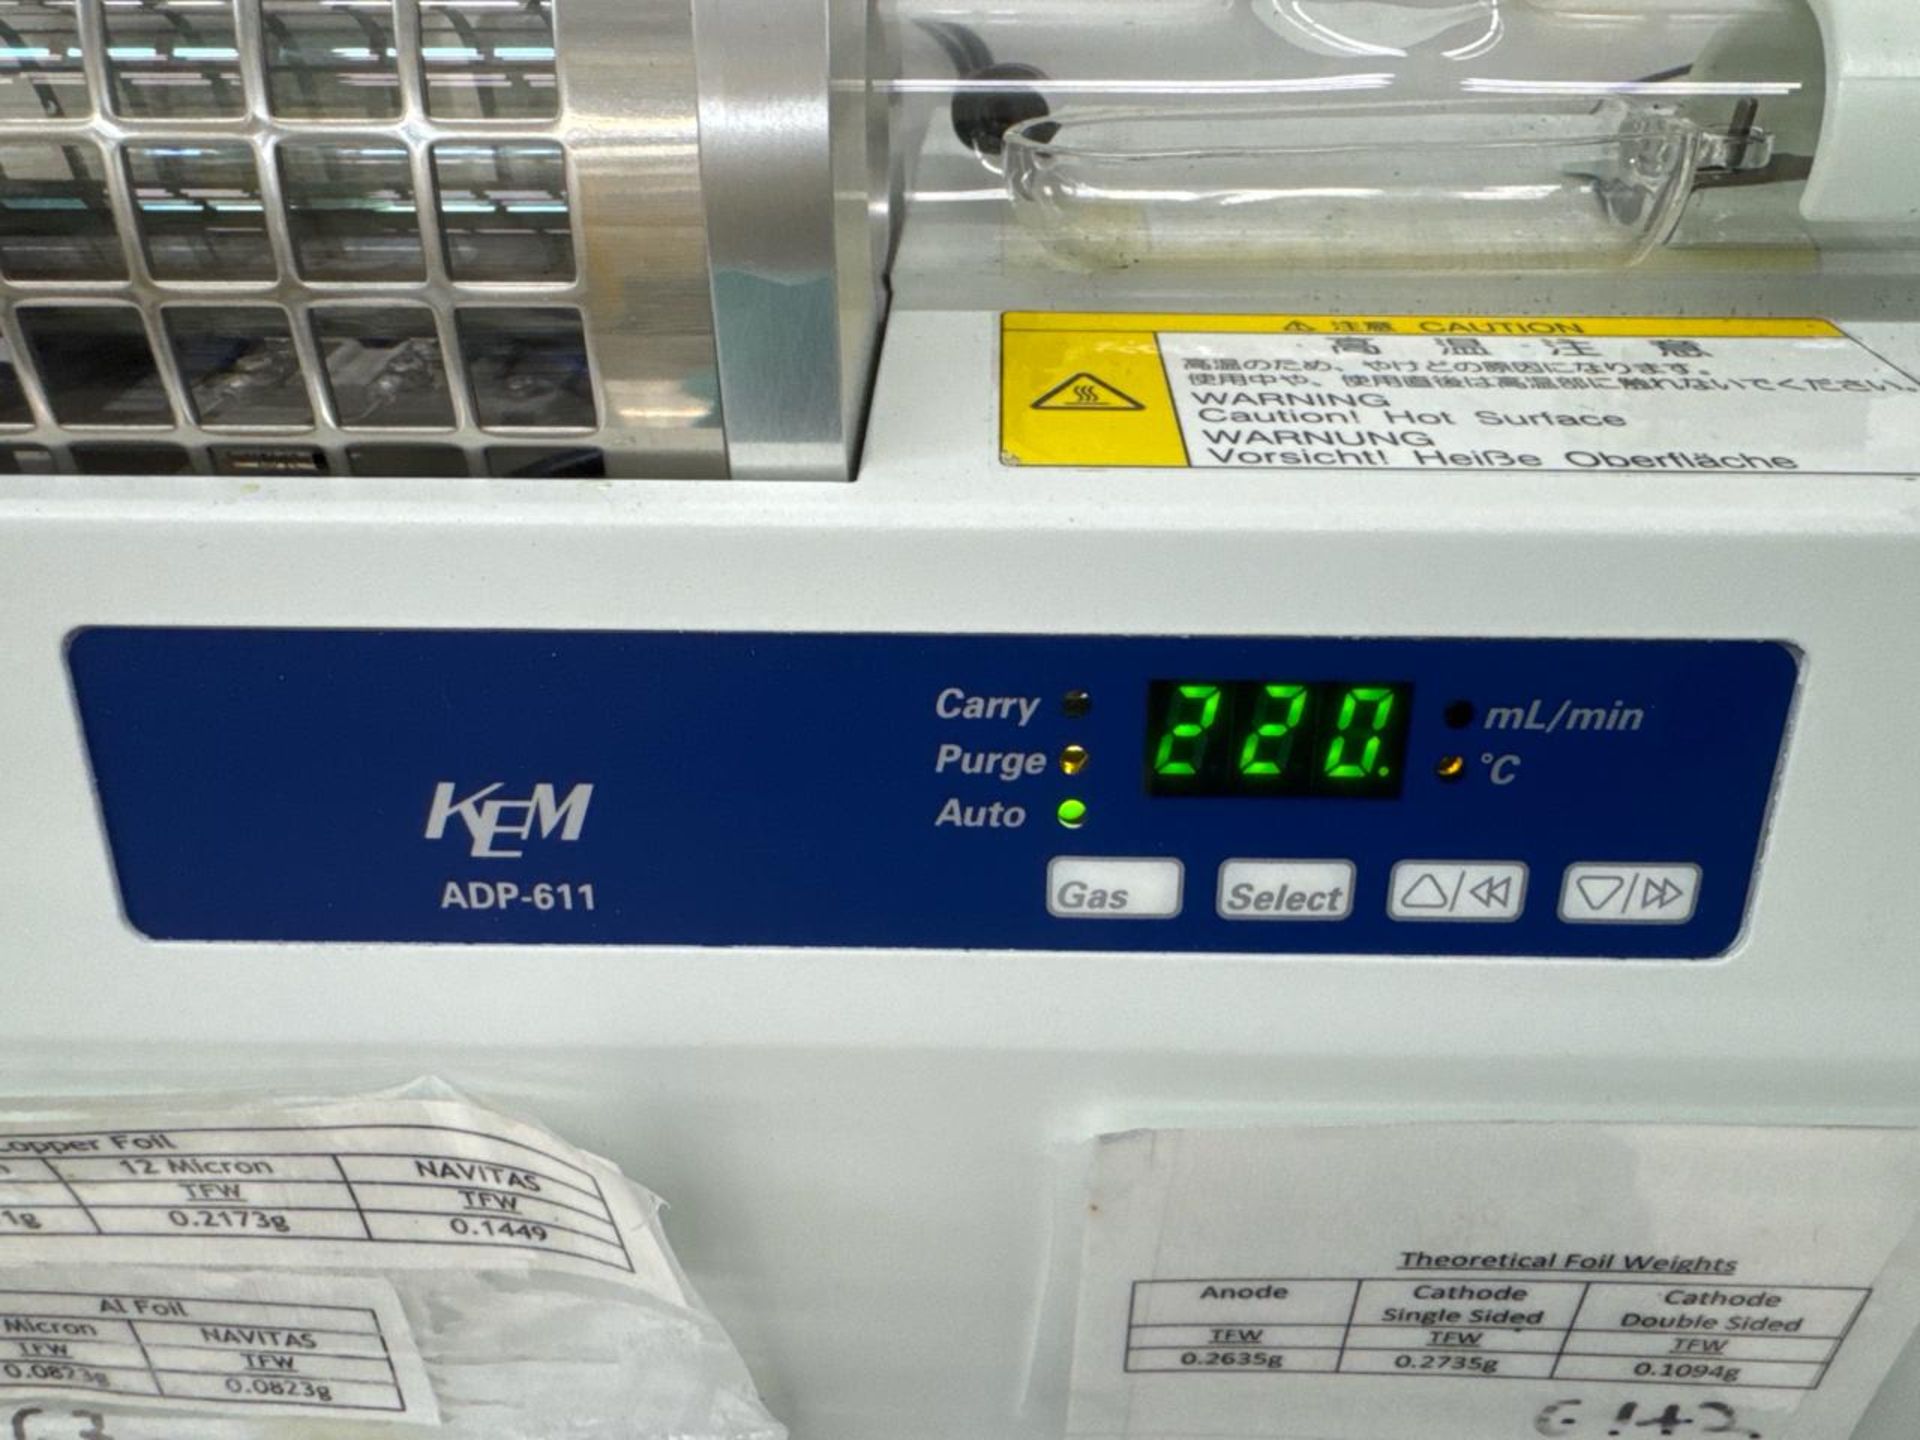 注意 CAUTION
高 温 注 意
高温のため、やけどの原因になります。
使用中や、使用直後は高温部に触れないでください。
WARNING
Caution! Hot Surface
WARNUNG
Vorsicht! Heiße Oberfläche
Carry
Purge
Auto
220.
mL/min
°C
KEM
ADP-611
Gas
Select
Copper Foil
12 Micron NAVITAS
TFW TFW
1g 0.2173g 0.1449
Al Foil
Micron NAVITAS
TFW TFW
0.0823g 0.0823g
Theoretical Foil Weights
Anode Cathode Single Sided Cathode Double Sided
TFW TFW TFW
0.2635g 0.2735g 0.1094g